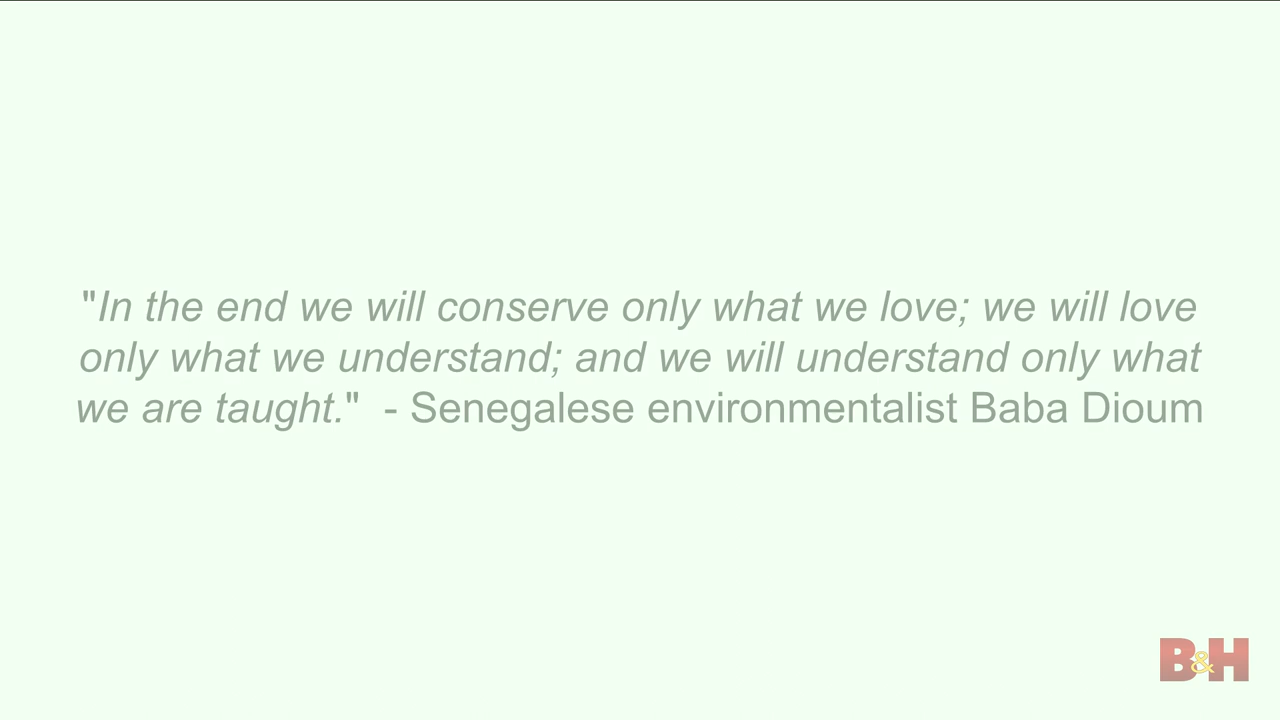 "In the end we will conserve only what we love; we will love
only what we understand; and we will understand only what
we are taught."  - Senegalese environmentalist Baba Dioum
B&H